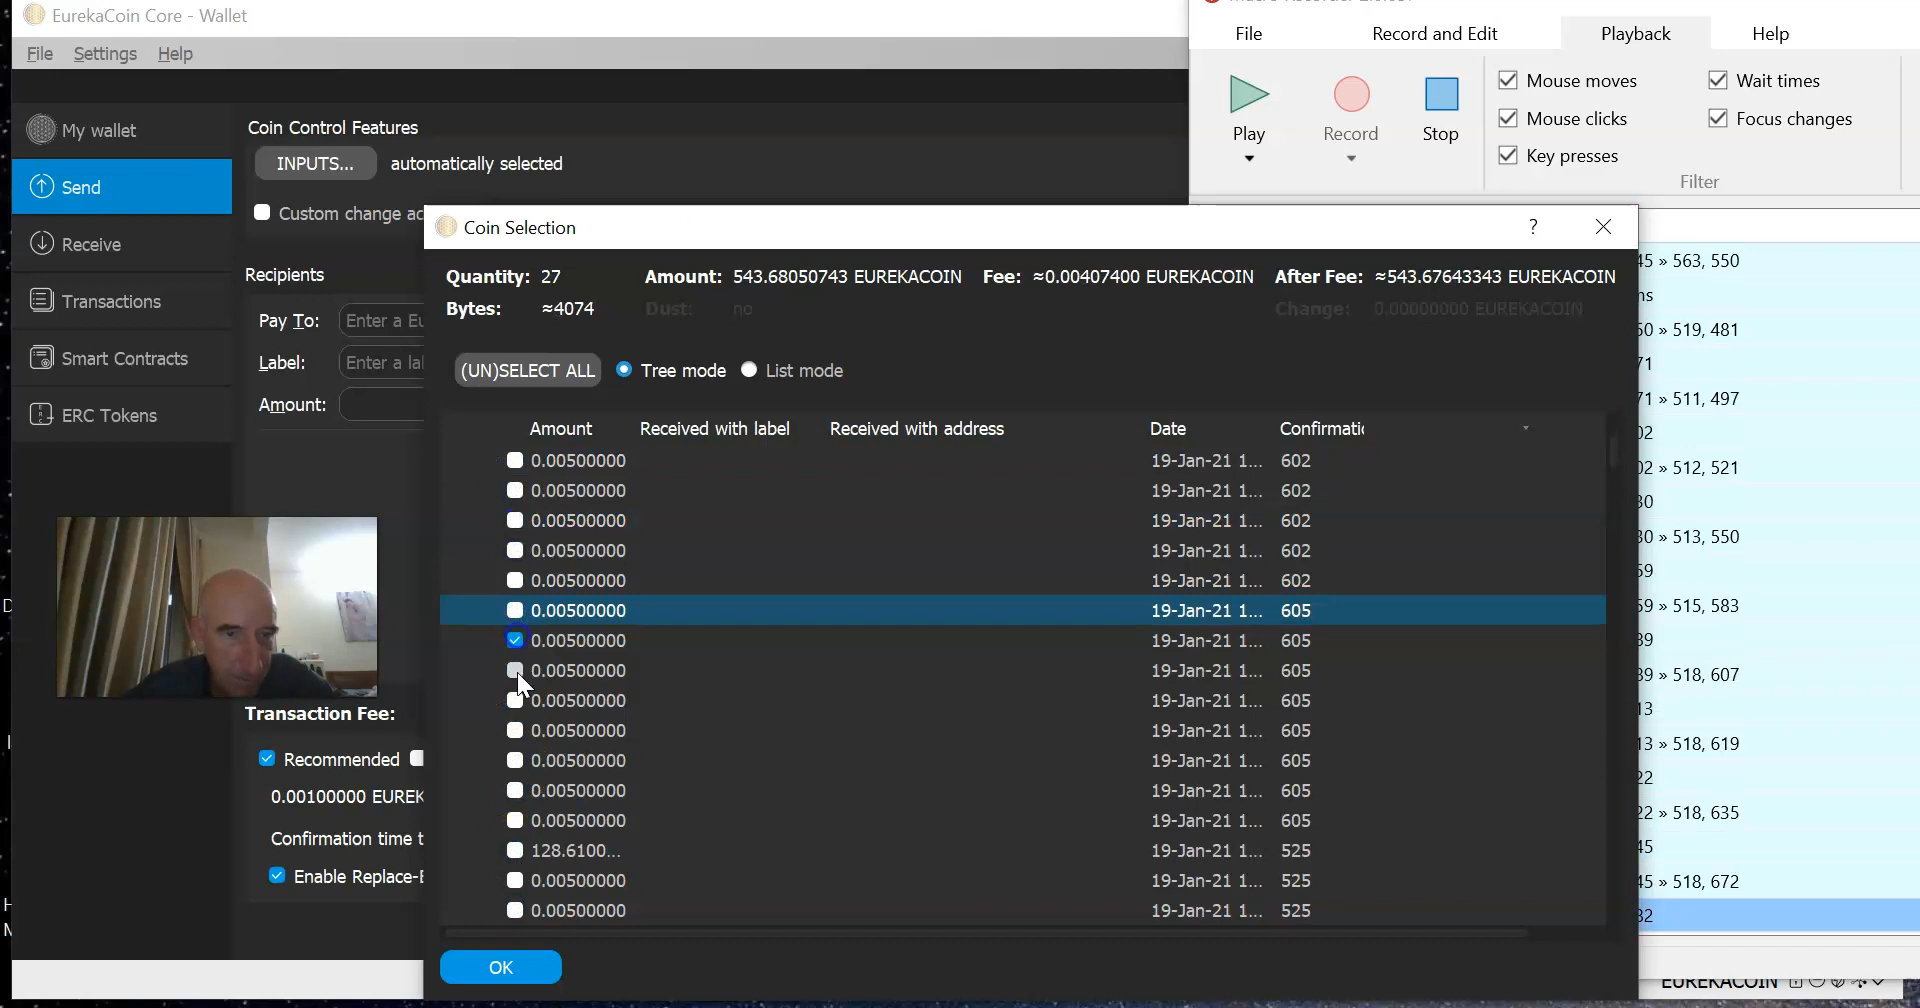 EurekaCoin Core - Wallet
File Settings Help
My wallet
Send
Receive
Transactions
Smart Contracts
ERC Tokens
Coin Control Features
INPUTS... automatically selected
Custom change
Recipients
Pay To: Enter a
Label: Enter a
Amount:
Transaction Fee:
Recommended
0.00100000
Confirmation time
Enable
File Record and Edit Playback Help
Play Record Stop
Mouse moves Wait times
Mouse clicks Focus changes
Key presses
Filter
Coin Selection ?
Quantity: 27 Amount: 543.68050743 EUREKACOIN Fee: ≈0.00407400 EUREKACOIN After Fee: ≈543.67643343 EUREKACOIN
Bytes: ≈4074 Dust: no Change: 0.00000000 EUREKACOIN
(UN)SELECT ALL Tree mode List mode
Amount Received with label Received with address Date Confirmatic
0.00500000 19-Jan-21 1... 602
0.00500000 19-Jan-21 1... 602
0.00500000 19-Jan-21 1... 602
0.00500000 19-Jan-21 1... 602
0.00500000 19-Jan-21 1... 602
0.00500000 19-Jan-21 1... 605
0.00500000 19-Jan-21 1... 605
0.00500000 19-Jan-21 1... 605
0.00500000 19-Jan-21 1... 605
0.00500000 19-Jan-21 1... 605
0.00500000 19-Jan-21 1... 605
0.00500000 19-Jan-21 1... 605
0.00500000 19-Jan-21 1... 605
128.6100... 19-Jan-21 1... 525
0.00500000 19-Jan-21 1... 525
0.00500000 19-Jan-21 1... 525
OK
» 563, 550
» 519, 481
» 511, 497
» 512, 521
» 513, 550
» 515, 583
» 518, 607
» 518, 619
» 518, 635
» 518, 672
EUREKACOIN